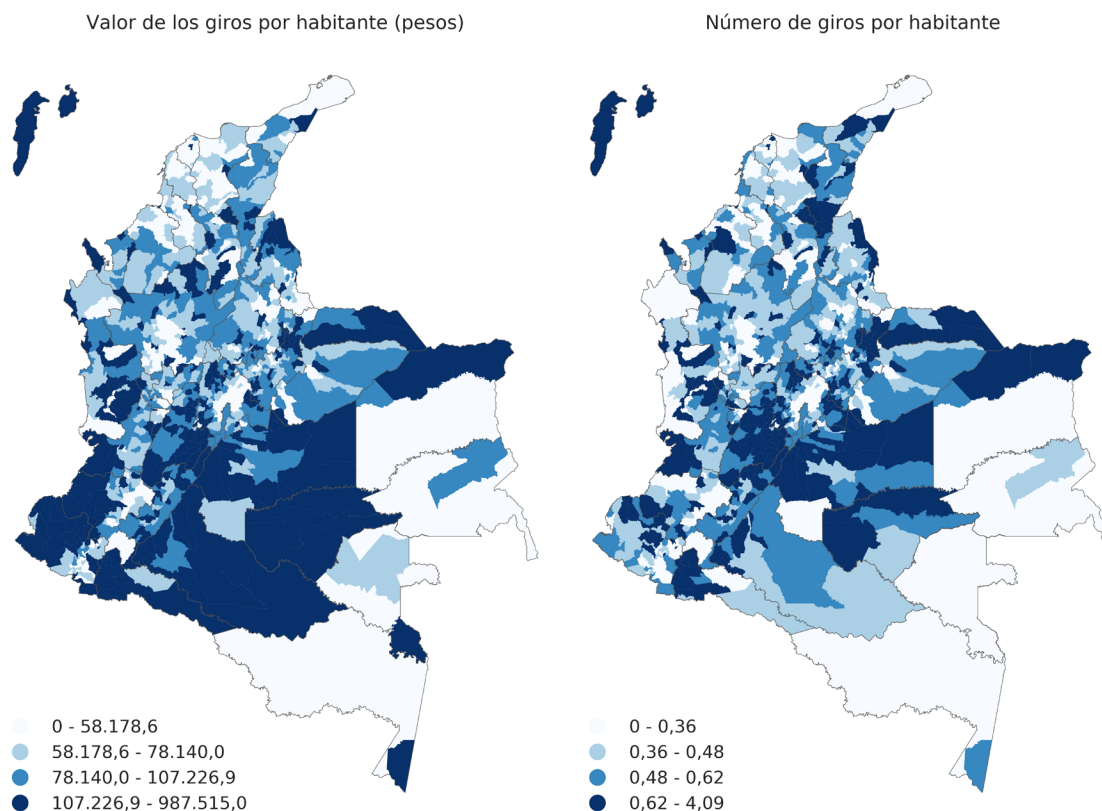 Valor de los giros por habitante (pesos)
Número de giros por habitante
0 - 58.178,6
58.178,6 - 78.140,0
78.140,0 - 107.226,9
107.226,9 - 987.515,0
0 - 0,36
0,36 - 0,48
0,48 - 0,62
0,62 - 4,09